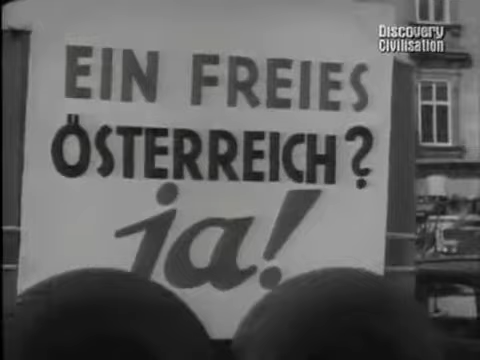 Discovery
Civilisation
EIN FREIES
ÖSTERREICH?
ja!